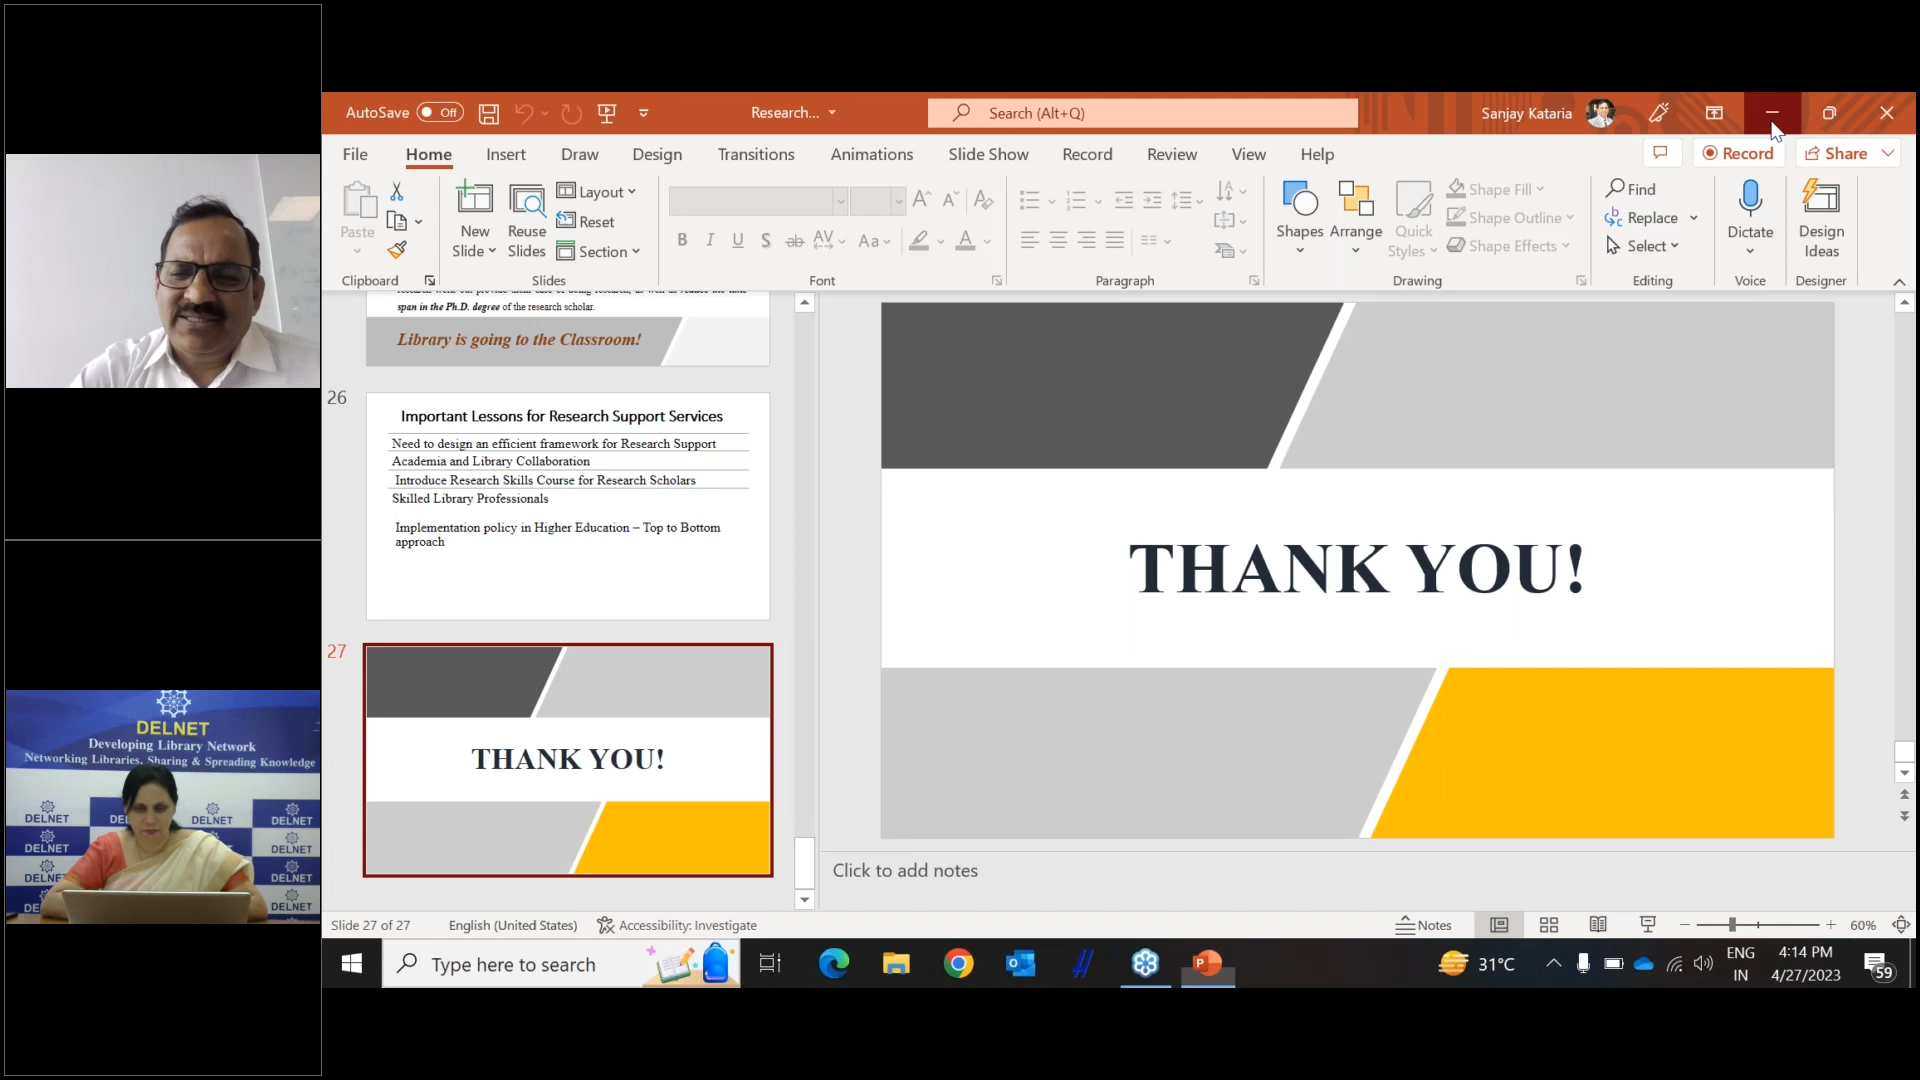 AutoSave Off
Research...
Search (Alt+Q)
Sanjay Kataria
File Home Insert Draw Design Transitions Animations Slide Show Record Review View Help
Record Share
Paste
New Slide
Reuse Slides
Layout
Reset
Section
B I U S ab AV Aa A
Shapes Arrange Quick Styles
Shape Fill
Shape Outline
Shape Effects
Find
Replace
Select
Dictate
Design Ideas
Clipboard Slides Font Paragraph Drawing Editing Voice Designer
span in the Ph.D. degree of the research scholar.
Library is going to the Classroom!
26
Important Lessons for Research Support Services
Need to design an efficient framework for Research Support
Academia and Library Collaboration
Introduce Research Skills Course for Research Scholars
Skilled Library Professionals
Implementation policy in Higher Education – Top to Bottom
approach
27
THANK YOU!
THANK YOU!
Click to add notes
Slide 27 of 27 English (United States) Accessibility: Investigate Notes 60%
Type here to search
31°C
ENG
IN
4:14 PM
4/27/2023
59
DELNET
Developing Library Network
Networking Libraries, Sharing & Spreading Knowledge
DELNET DEL DELNET DELNET
DELNET DELNET
DELNET DELNET
DE DELNET